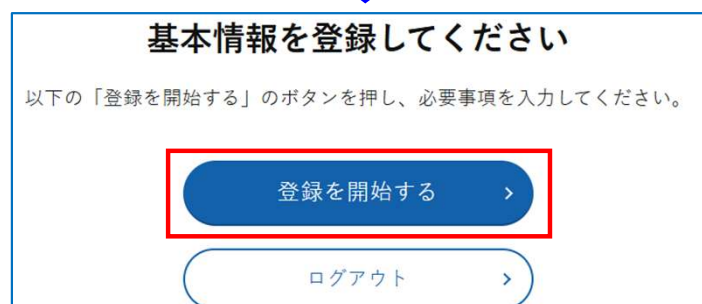 基本情報を登録してください
以下の「登録を開始する」のボタンを押し、必要事項を入力してください。
登録を開始する
ログアウト